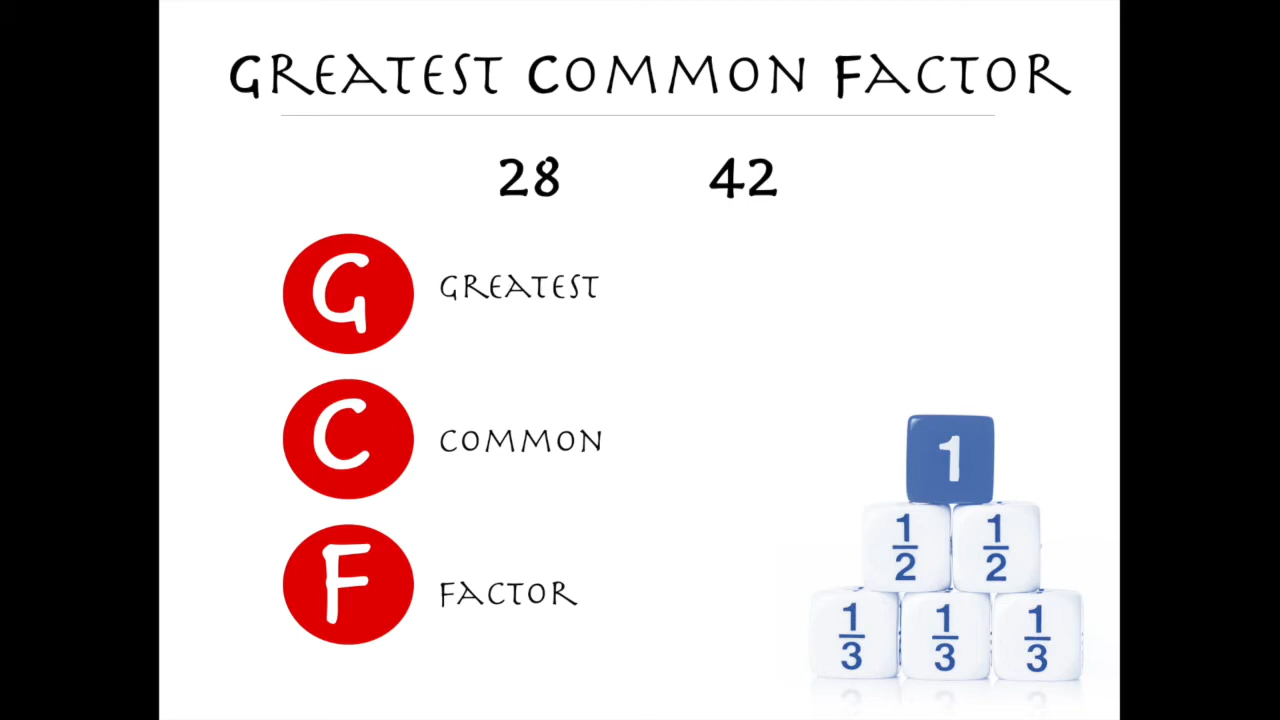 Greatest Common Factor
28 42
G Greatest
C Common
F Factor
1
1/2 1/2
1/3 1/3 1/3